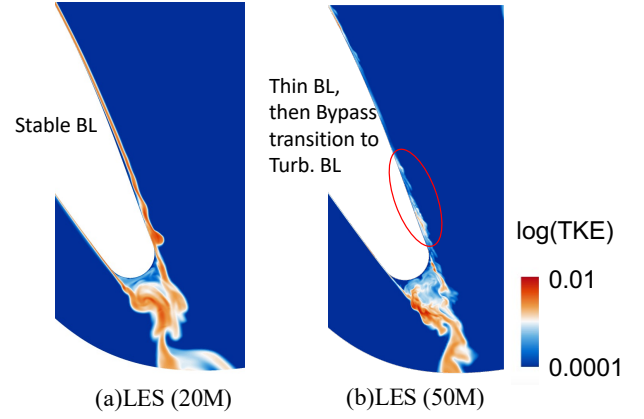 Stable BL
Thin BL,
then Bypass
transition to
Turb. BL
log(TKE)
0.01
0.0001
(a)LES (20M)
(b)LES (50M)